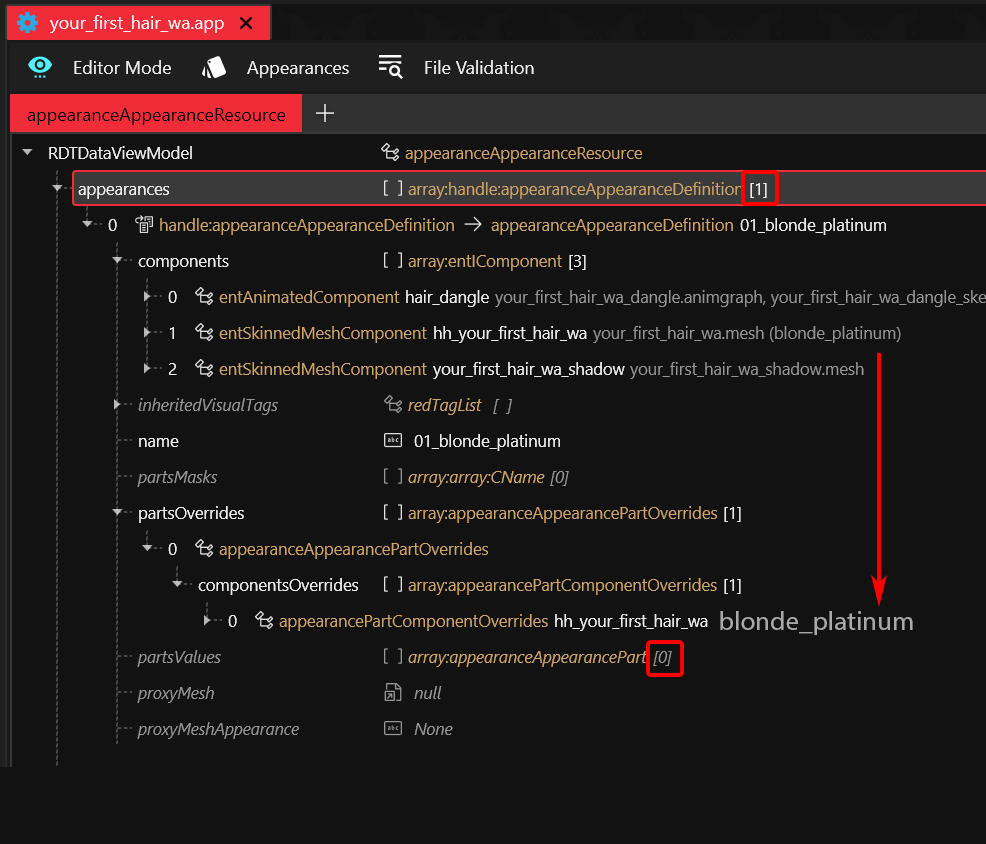 your_first_hair_wa.app
Editor Mode Appearances File Validation
appearanceAppearanceResource
RDTDataViewModel appearanceAppearanceResource
appearances [ ] array:handle:appearanceAppearanceDefinition [1]
0 handle:appearanceAppearanceDefinition → appearanceAppearanceDefinition 01_blonde_platinum
components [ ] array:entIComponent [3]
0 entAnimatedComponent hair_dangle your_first_hair_wa_dangle.animgraph, your_first_hair_wa_dangle_ske
1 entSkinnedMeshComponent hh_your_first_hair_wa your_first_hair_wa.mesh (blonde_platinum)
2 entSkinnedMeshComponent your_first_hair_wa_shadow your_first_hair_wa_shadow.mesh
inheritedVisualTags redTagList [ ]
name abc 01_blonde_platinum
partsMasks [ ] array:array:CName [0]
partsOverrides [ ] array:appearanceAppearancePartOverrides [1]
0 appearanceAppearancePartOverrides
componentsOverrides [ ] array:appearancePartComponentOverrides [1]
0 appearancePartComponentOverrides hh_your_first_hair_wa blonde_platinum
partsValues [ ] array:appearanceAppearancePart [0]
proxyMesh null
proxyMeshAppearance abc None